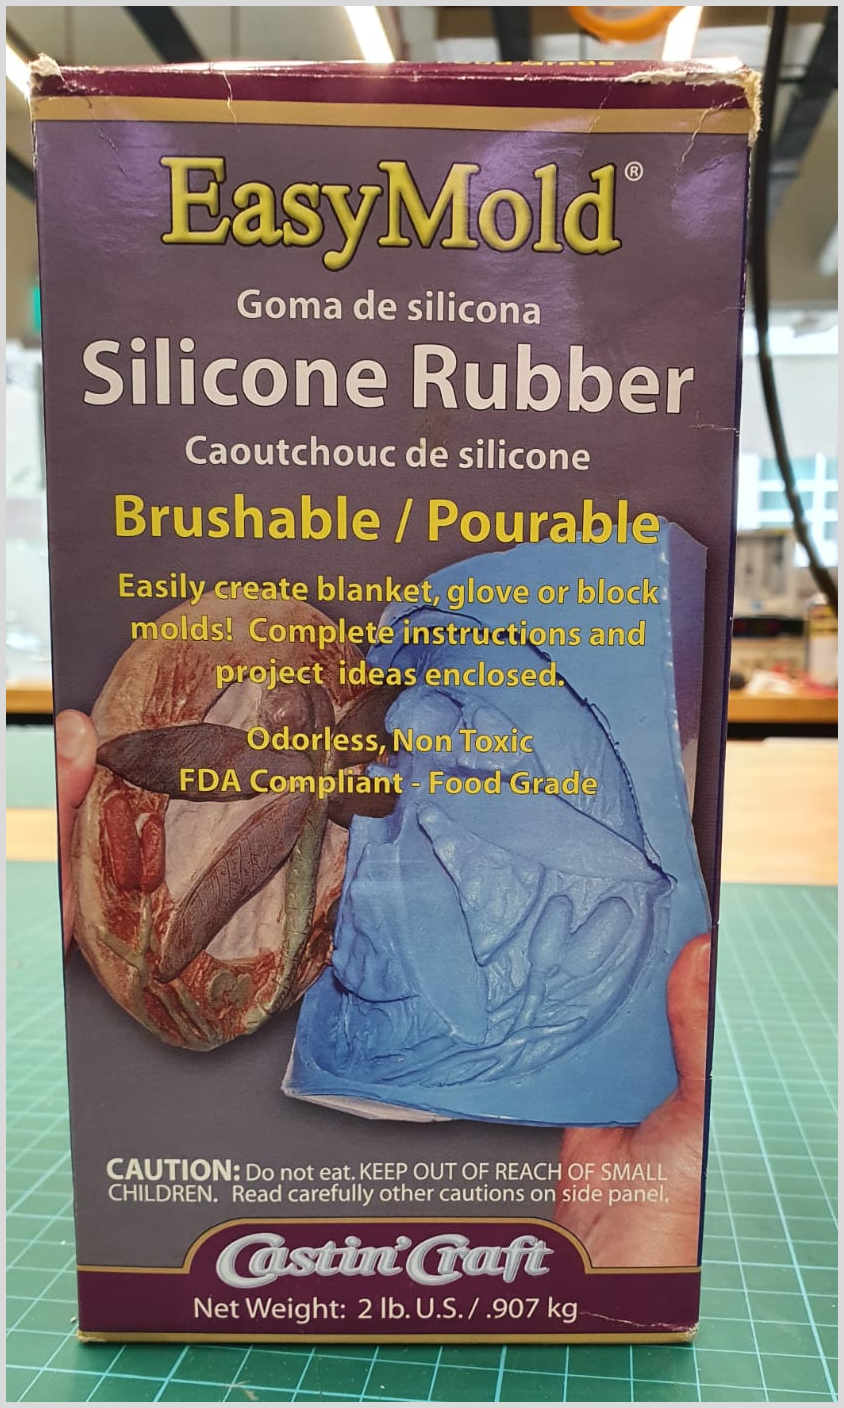 EasyMold®
Goma de silicona
Silicone Rubber
Caoutchouc de silicone
Brushable / Pourable
Easily create blanket, glove or block
molds! Complete instructions and
project ideas enclosed.
Odorless, Non Toxic
FDA Compliant - Food Grade
CAUTION: Do not eat. KEEP OUT OF REACH OF SMALL
CHILDREN. Read carefully other cautions on side panel.
Castin' Craft
Net Weight: 2 lb. U.S. / .907 kg